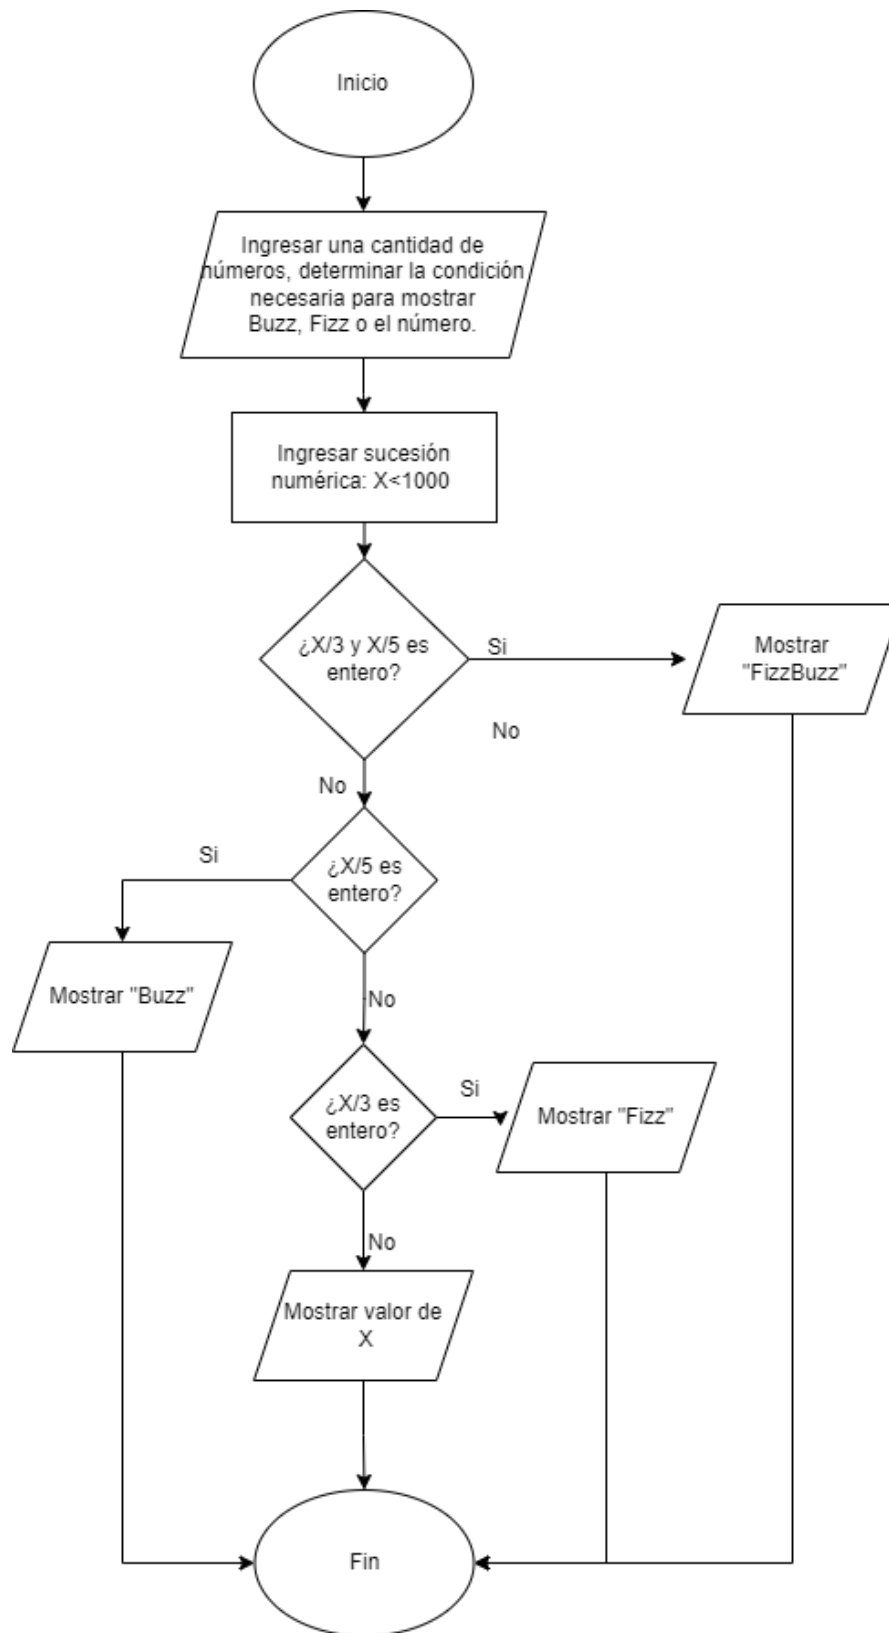 Inicio
Ingresar una cantidad de
números, determinar la condición
necesaria para mostrar
Buzz, Fizz o el número.
Ingresar sucesión
numérica: X<1000
¿X/3 y X/5 es
entero?
Si
Mostrar
"FizzBuzz"
No
No
¿X/5 es
entero?
Si
Mostrar "Buzz"
No
¿X/3 es
entero?
Si
Mostrar "Fizz"
No
Mostrar valor de
X
Fin